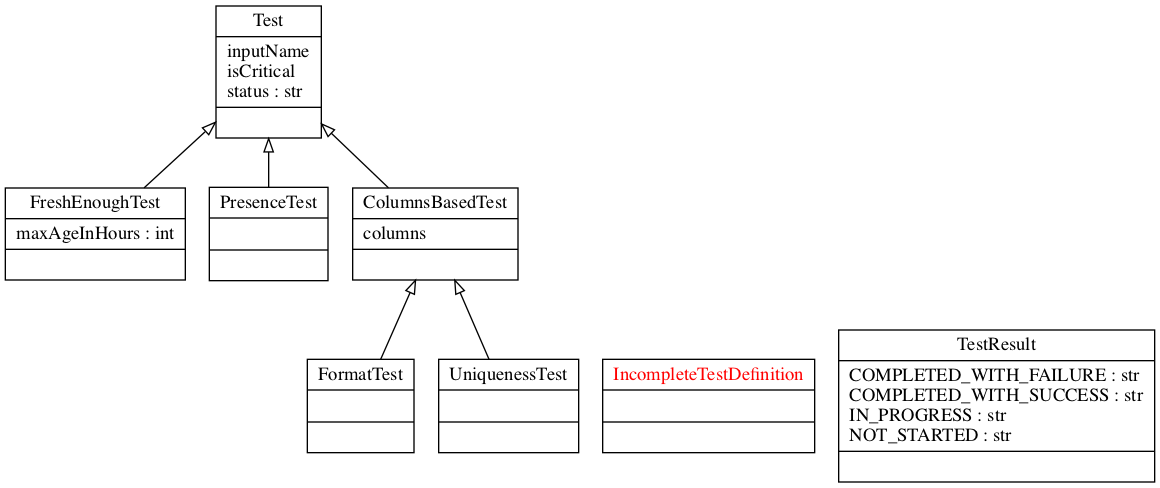 Test
inputName
isCritical
status : str
FreshEnoughTest
maxAgeInHours : int
PresenceTest
ColumnsBasedTest
columns
FormatTest
UniquenessTest
IncompleteTestDefinition
TestResult
COMPLETED_WITH_FAILURE : str
COMPLETED_WITH_SUCCESS : str
IN_PROGRESS : str
NOT_STARTED : str